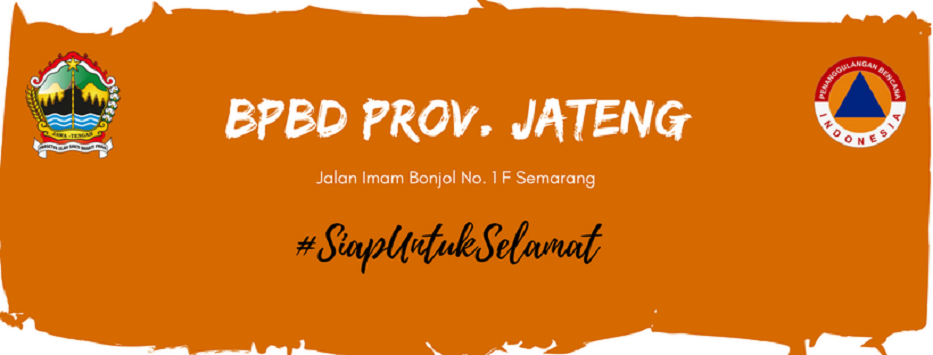 BPBD PROV. JATENG
Jalan Imam Bonjol No. 1 F Semarang
#SiapUntukSelamat
JAWA - TENGAH
PENANGGULANGAN BENCANA
INDONESIA